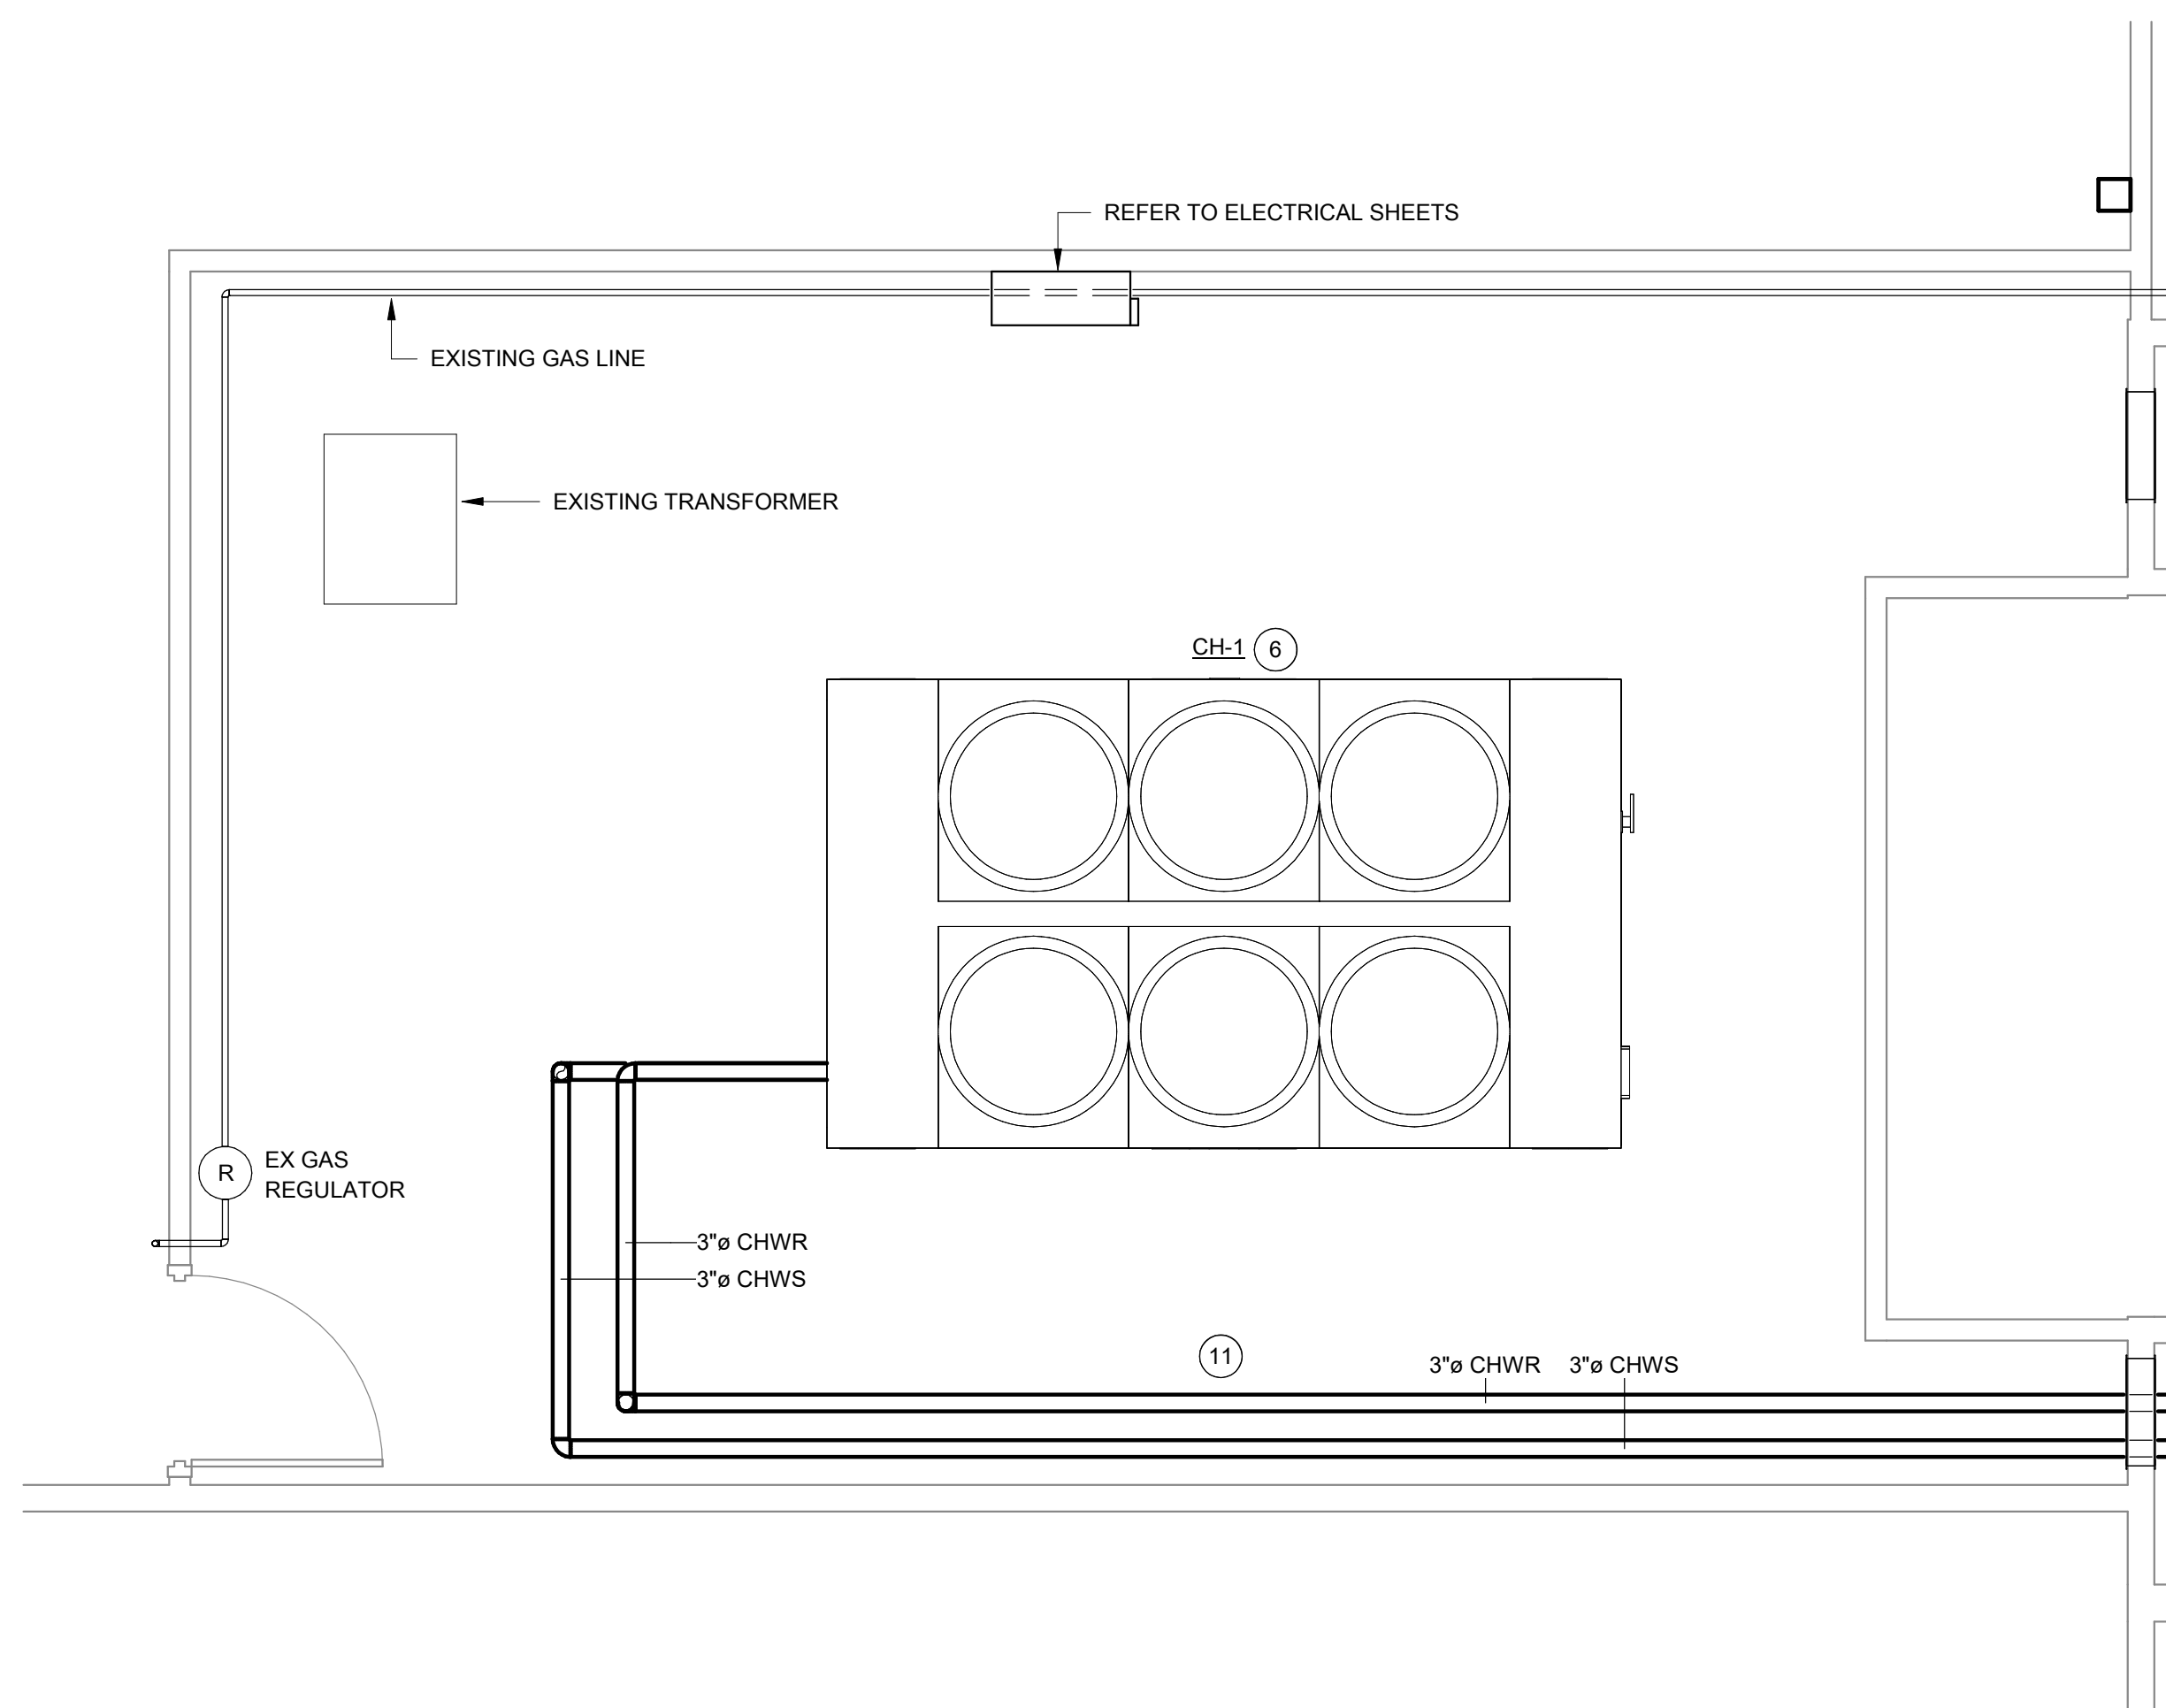 REFER TO ELECTRICAL SHEETS
EXISTING GAS LINE
EXISTING TRANSFORMER
CH-1 6
R
EX GAS
REGULATOR
3"ø CHWR
3"ø CHWS
11
3"ø CHWR 3"ø CHWS